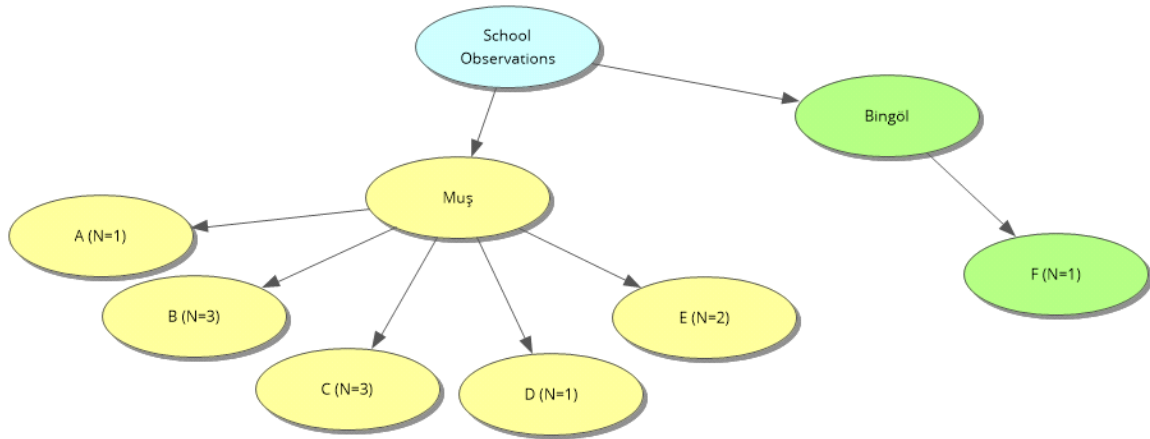 School
Observations
Bingöl
Muş
A (N=1)
F (N=1)
B (N=3)
E (N=2)
C (N=3)
D (N=1)